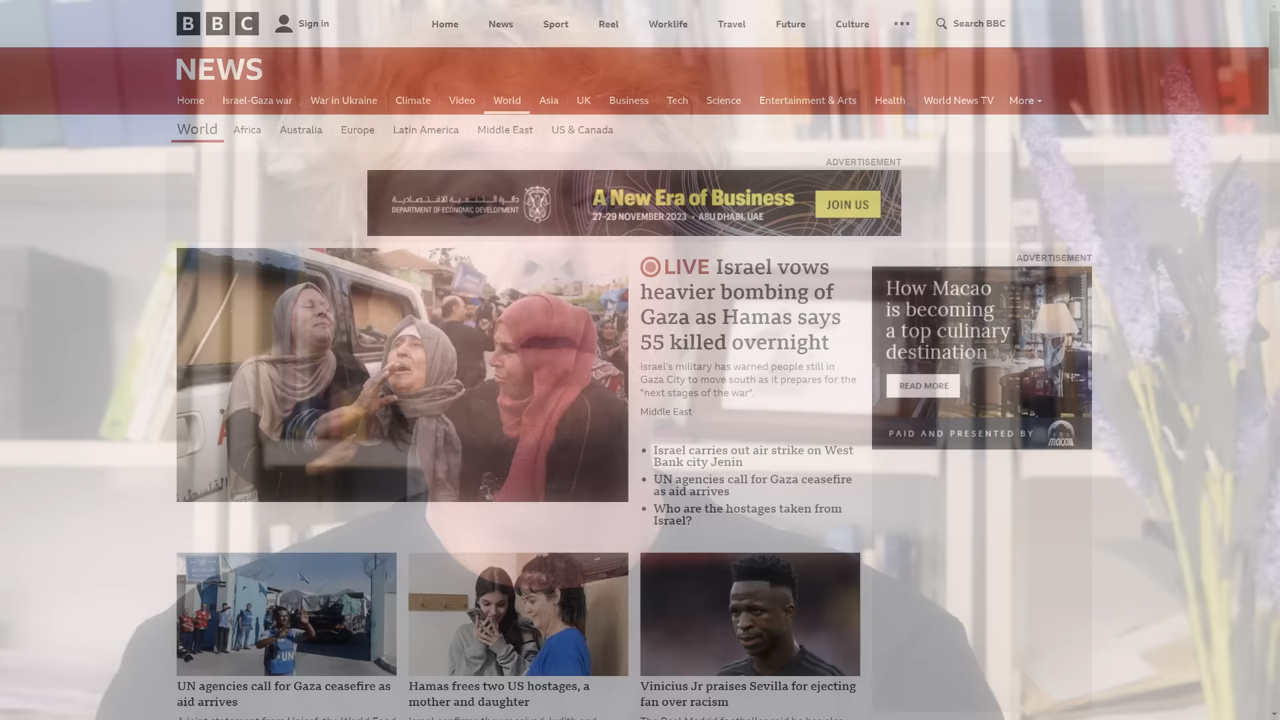 BBC
Sign in
Home
News
Sport
Reel
Worklife
Travel
Future
Culture
Search BBC
NEWS
Home
Israel-Gaza war
War in Ukraine
Climate
Video
World
Asia
UK
Business
Tech
Science
Entertainment & Arts
Health
World News TV
More
World
Africa
Australia
Europe
Latin America
Middle East
US & Canada
ADVERTISEMENT
دائرة التنمية الاقتصادية
DEPARTMENT OF ECONOMIC DEVELOPMENT
A New Era of Business
27-29 NOVEMBER 2023 - ABU DHABI, UAE
JOIN US
LIVE Israel vows
heavier bombing of
Gaza as Hamas says
55 killed overnight
Israel's military has warned people still in
Gaza City to move south as it prepares for the
"next stages of the war".
Middle East
• Israel carries out air strike on West
Bank city Jenin
• UN agencies call for Gaza ceasefire
as aid arrives
• Who are the hostages taken from
Israel?
ADVERTISEMENT
How Macao
is becoming
a top culinary
destination
READ MORE
PAID AND PRESENTED BY
macao
UN
UN agencies call for Gaza ceasefire as
aid arrives
Hamas frees two US hostages, a
mother and daughter
Vinicius Jr praises Sevilla for ejecting
fan over racism